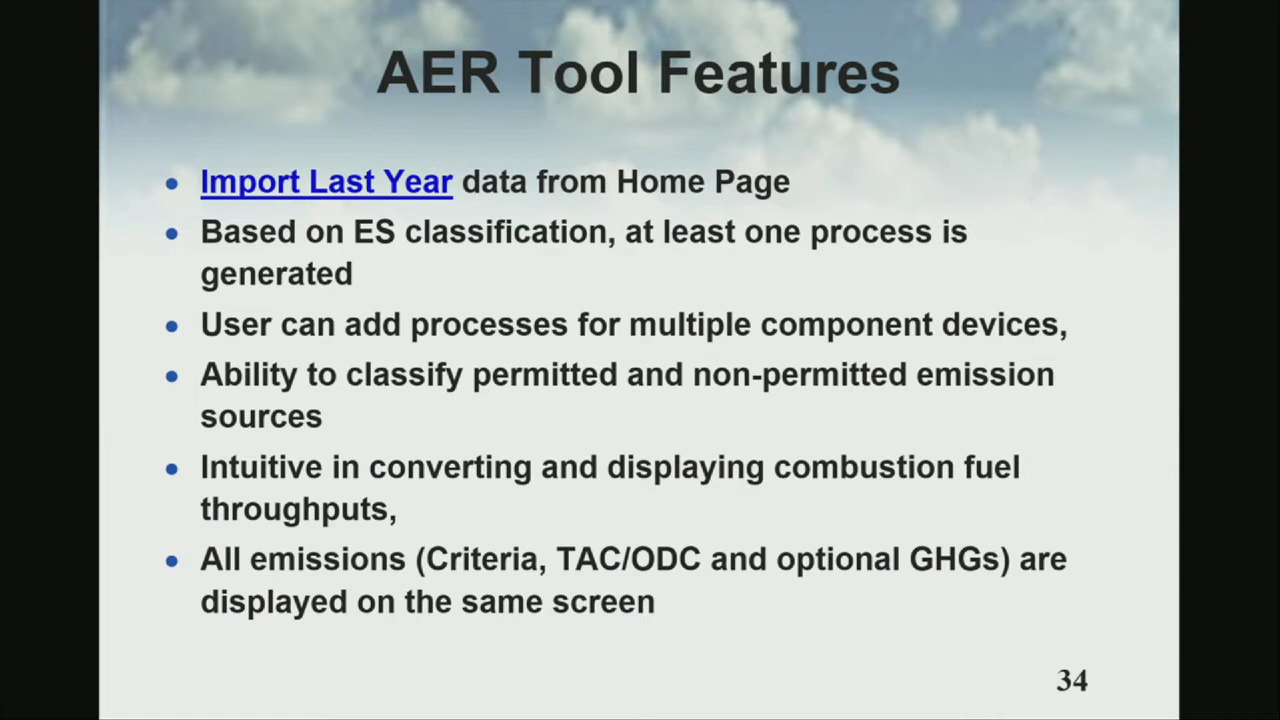 AER Tool Features
• Import Last Year data from Home Page
• Based on ES classification, at least one process is
generated
• User can add processes for multiple component devices,
• Ability to classify permitted and non-permitted emission
sources
• Intuitive in converting and displaying combustion fuel
throughputs,
• All emissions (Criteria, TAC/ODC and optional GHGs) are
displayed on the same screen
34